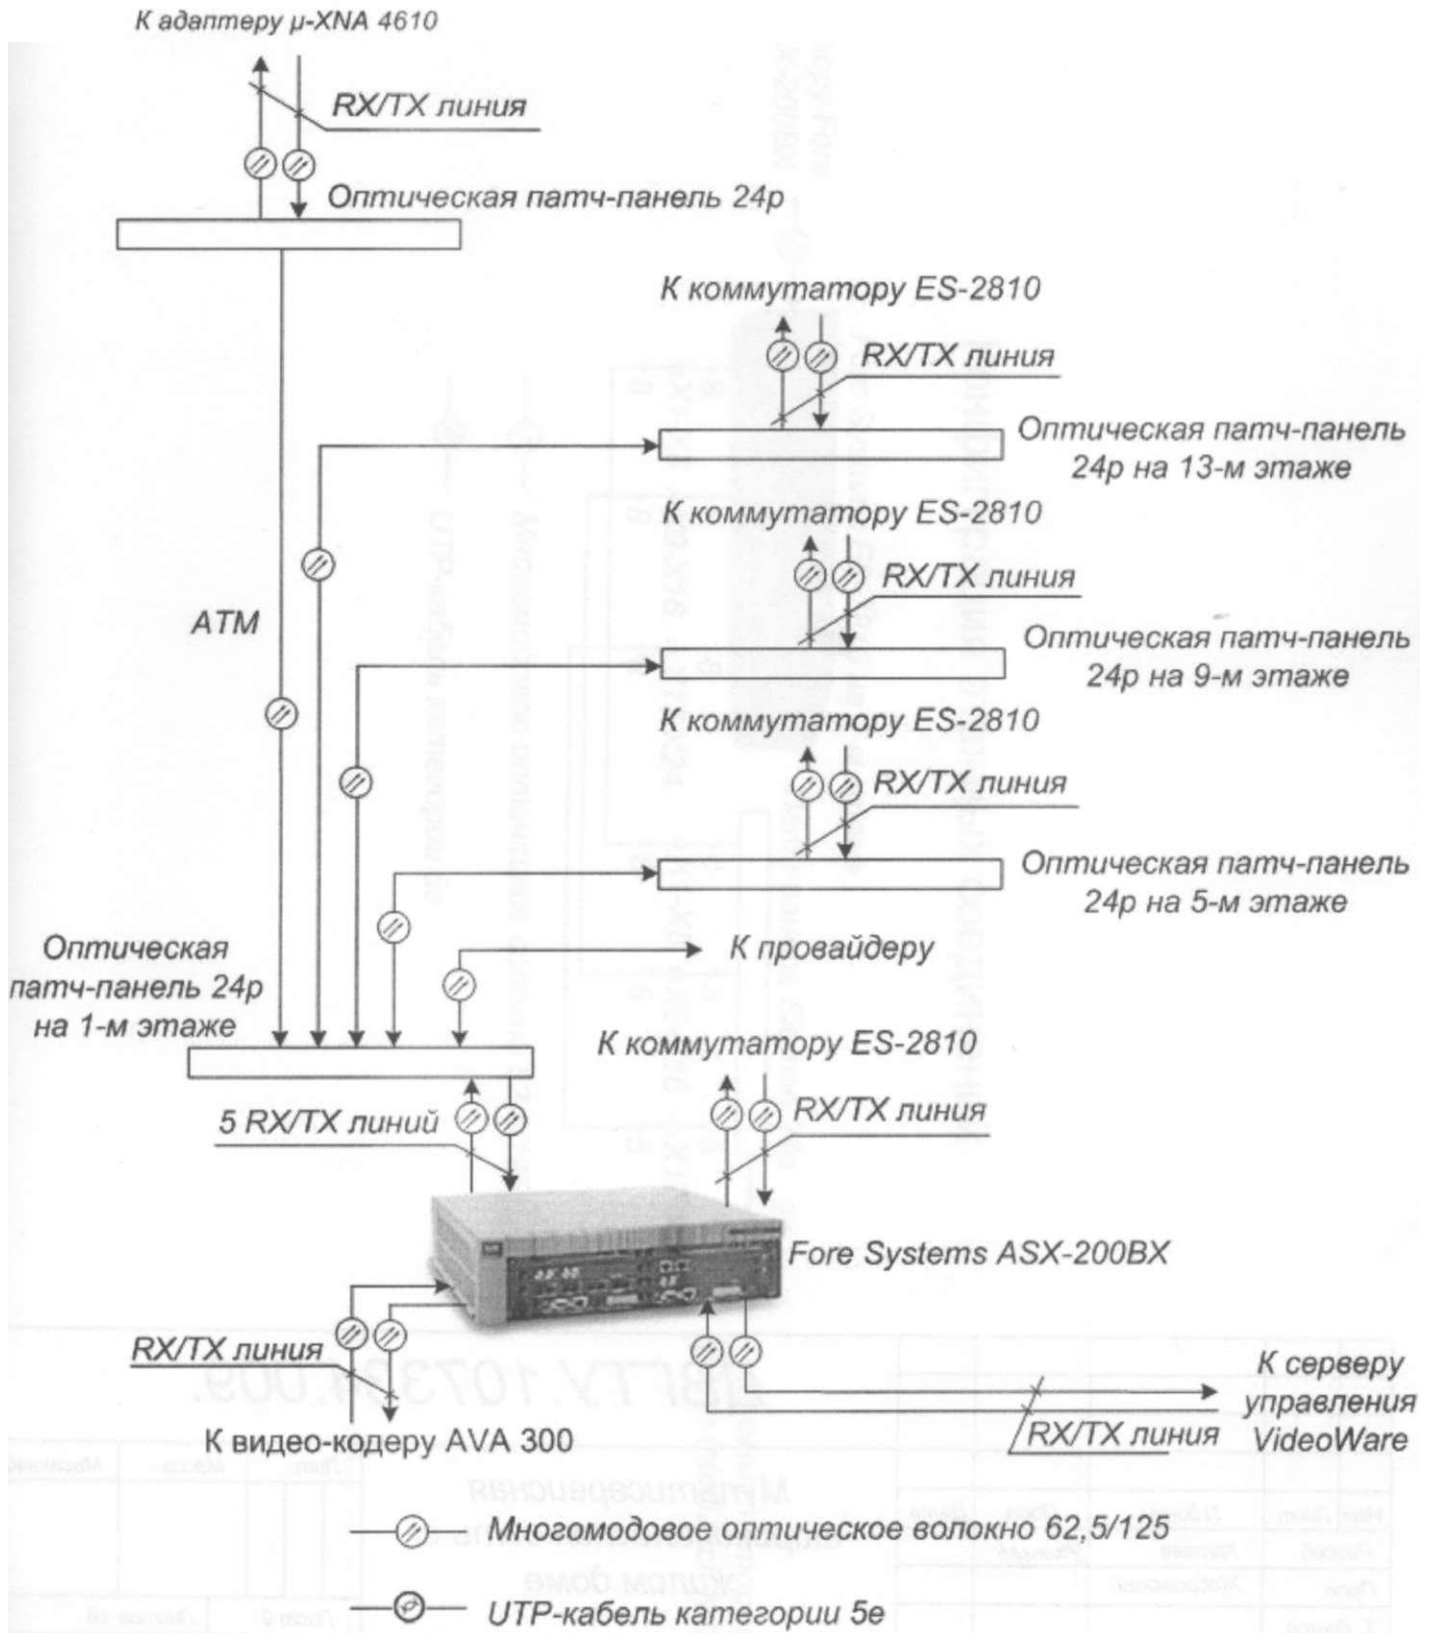 К адаптеру μ-XNA 4610
RX/TX линия
Оптическая патч-панель 24р
К коммутатору ES-2810
RX/TX линия
Оптическая патч-панель
24р на 13-м этаже
К коммутатору ES-2810
RX/TX линия
ATM
Оптическая патч-панель
24р на 9-м этаже
К коммутатору ES-2810
RX/TX линия
Оптическая патч-панель
24р на 5-м этаже
Оптическая
патч-панель 24р
на 1-м этаже
К провайдеру
К коммутатору ES-2810
5 RX/TX линий
RX/TX линия
Fore Systems ASX-200BX
RX/TX линия
К видео-кодеру AVA 300
К серверу
управления
VideoWare
RX/TX линия
Многомодовое оптическое волокно 62,5/125
UTP-кабель категории 5е